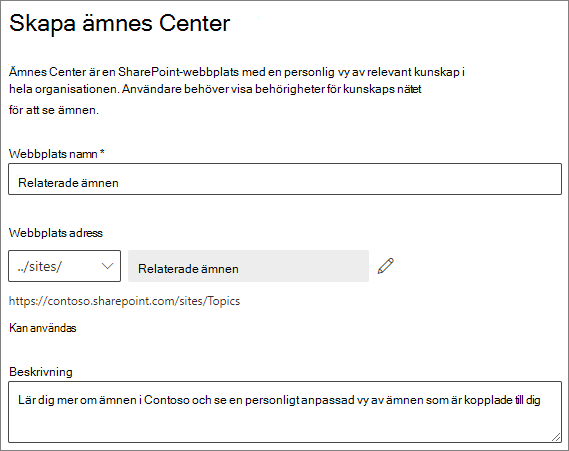 Skapa ämnes Center
Ämnes Center är en SharePoint-webbplats med en personlig vy av relevant kunskap i
hela organisationen. Användare behöver visa behörigheter för kunskaps nätet
för att se ämnen.
Webbplats namn *
Relaterade ämnen
Webbplats adress
../sites/
Relaterade ämnen
https://contoso.sharepoint.com/sites/Topics
Kan användas
Beskrivning
Lär dig mer om ämnen i Contoso och se en personligt anpassad vy av ämnen som är kopplade till dig